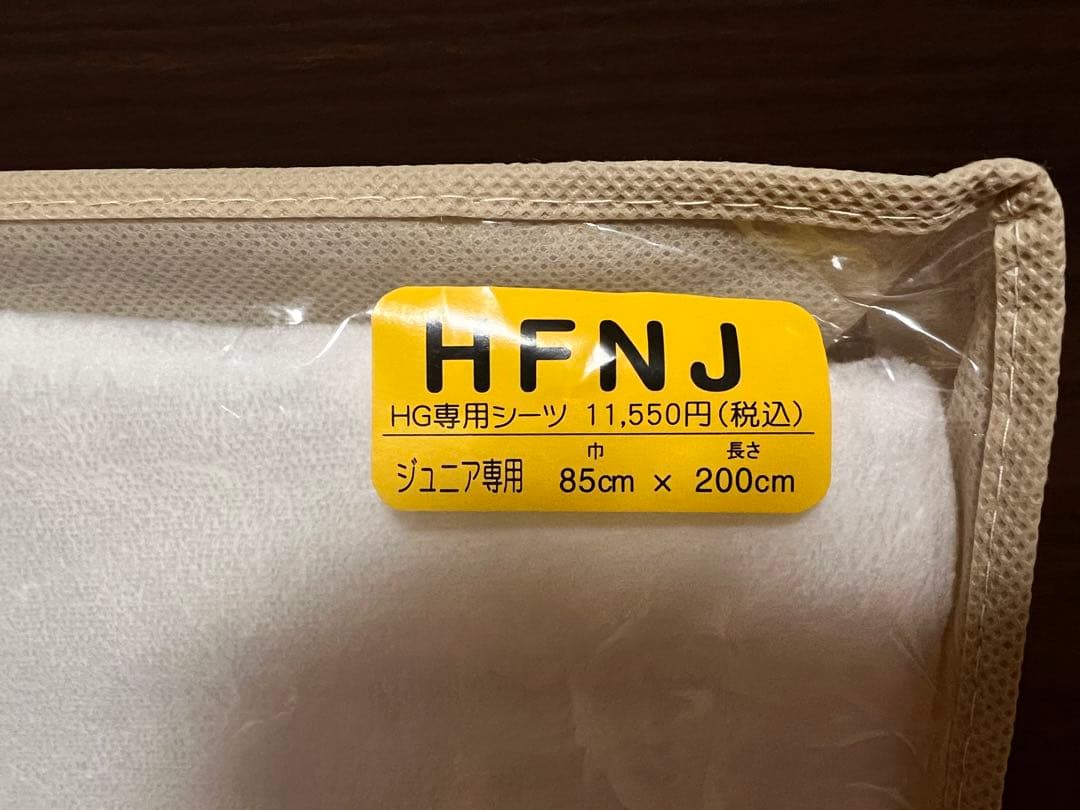 HFNJ
HG専用シーツ 11,550円(税込)
巾 長さ
ジュニア専用 85cm × 200cm